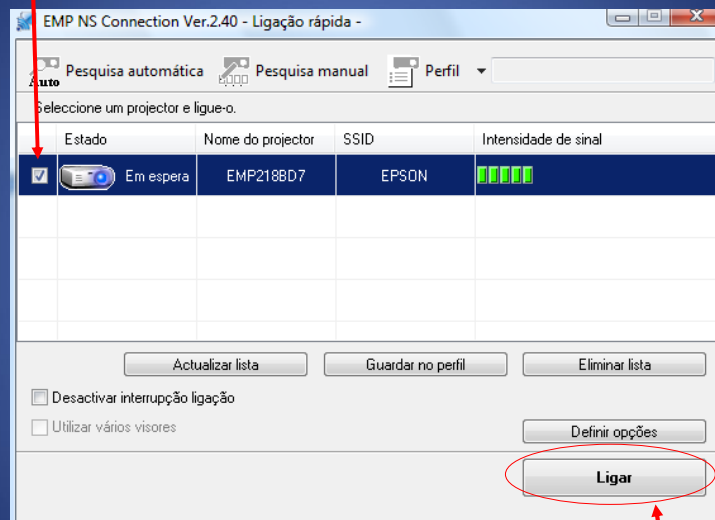 EMP NS Connection Ver.2.40 - Ligação rápida -
Auto Pesquisa automática Pesquisa manual Perfil
Seleccione um projector e ligue-o.
Estado Nome do projector SSID Intensidade de sinal
Em espera EMP218BD7 EPSON
Actualizar lista Guardar no perfil Eliminar lista
Desactivar interrupção ligação
Utilizar vários visores Definir opções
Ligar